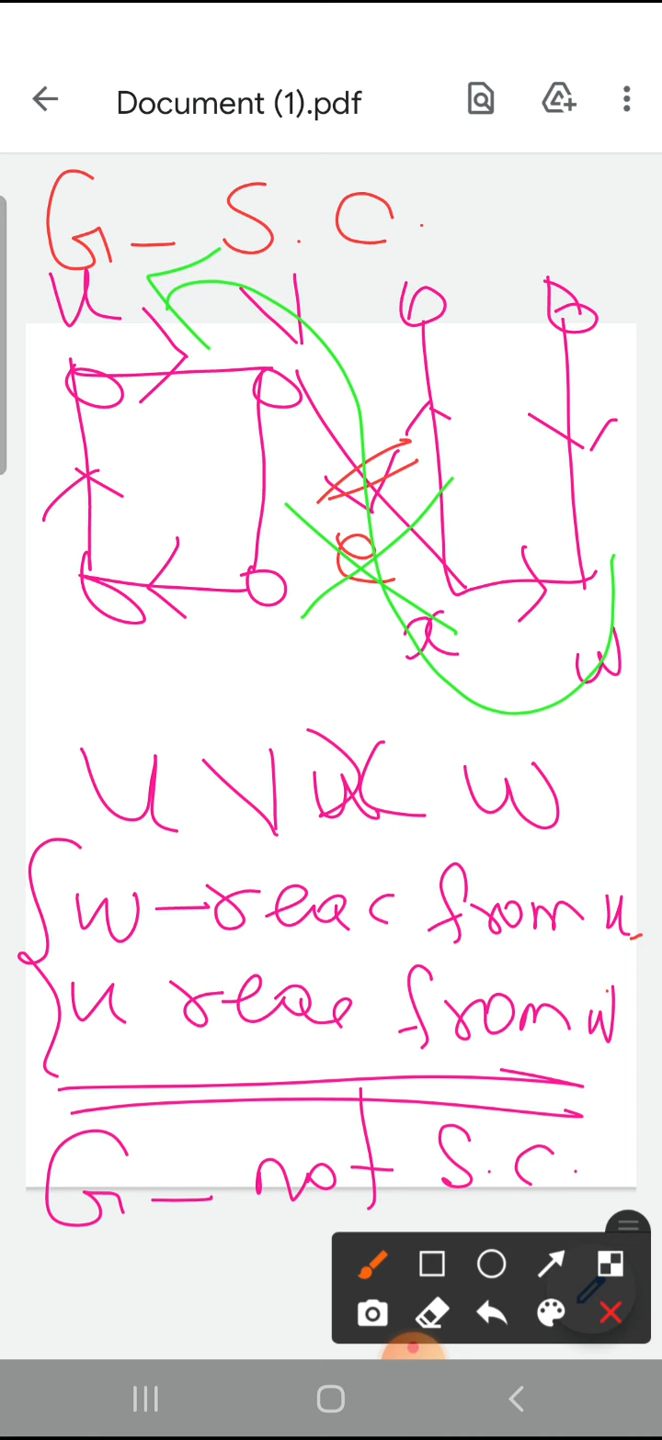 Document (1).pdf
G - S.C.
u v
e
x
w
u v x w
w - reac from u
u reac from w
G - not S.C.